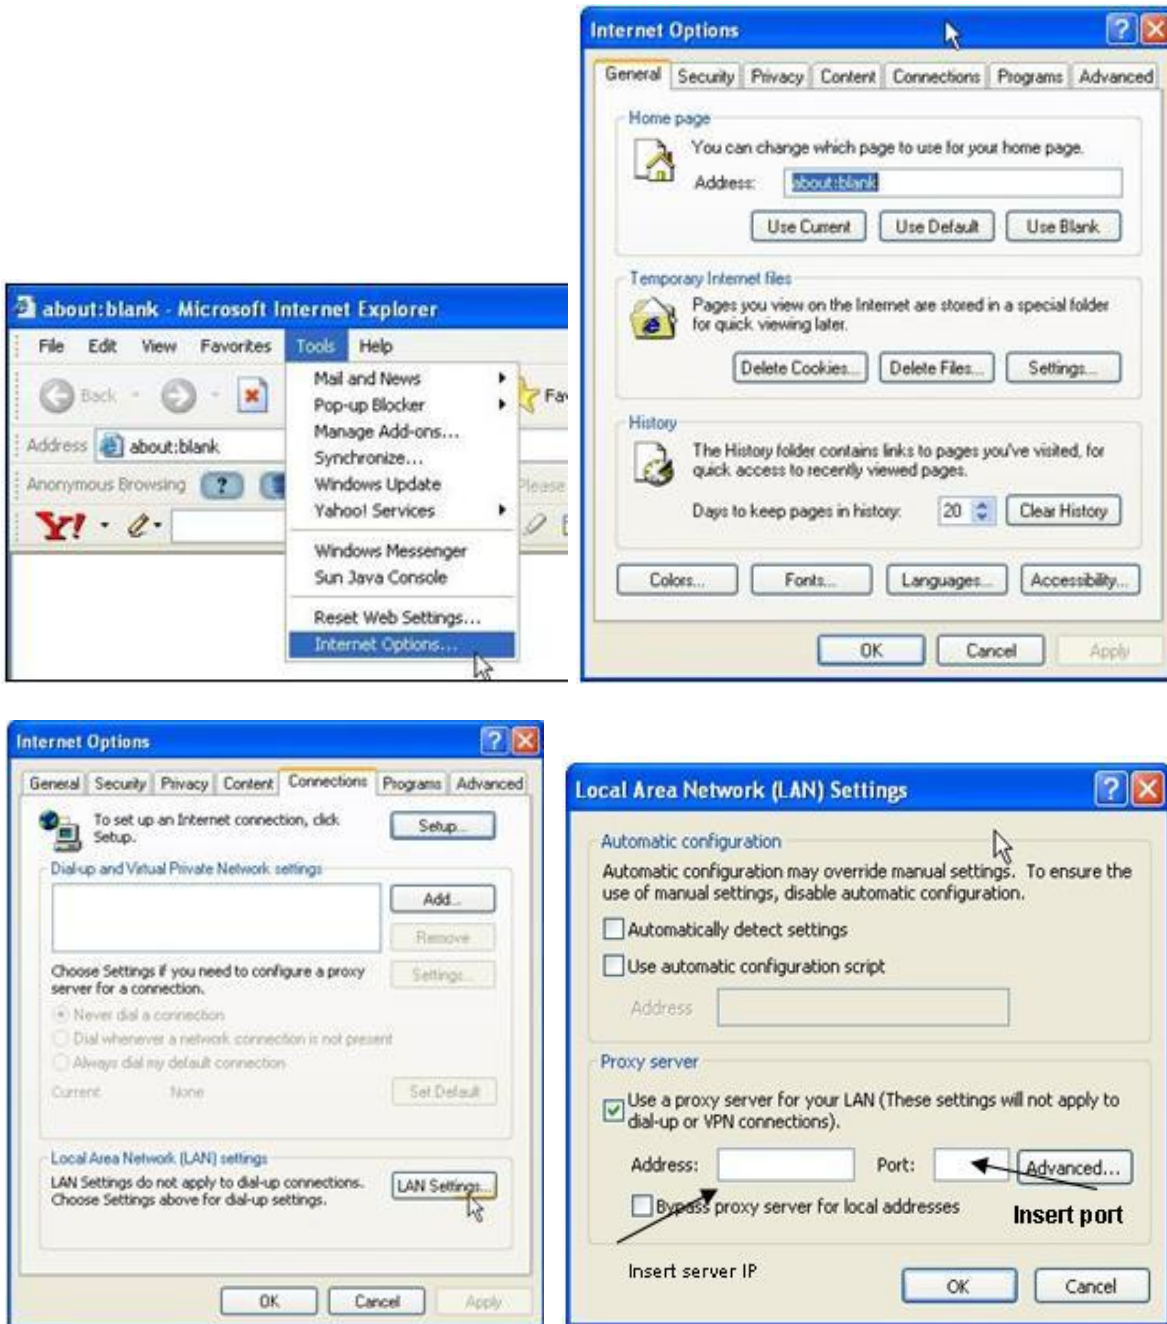 about:blank - Microsoft Internet Explorer
File Edit View Favorites Tools Help
Back
Address about:blank
Anonymous Browsing ? Please
Y!
Mail and News
Pop-up Blocker
Manage Add-ons...
Synchronize...
Windows Update
Yahoo! Services
Windows Messenger
Sun Java Console
Reset Web Settings...
Internet Options...
Internet Options
General Security Privacy Content Connections Programs Advanced
Home page
You can change which page to use for your home page.
Address: about:blank
Use Current Use Default Use Blank
Temporary Internet files
Pages you view on the Internet are stored in a special folder
for quick viewing later.
Delete Cookies... Delete Files... Settings...
History
The History folder contains links to pages you've visited, for
quick access to recently viewed pages.
Days to keep pages in history: 20 Clear History
Colors... Fonts... Languages... Accessibility...
OK Cancel Apply
Internet Options
General Security Privacy Content Connections Programs Advanced
To set up an Internet connection, click
Setup.
Setup...
Dial-up and Virtual Private Network settings
Add...
Remove
Choose Settings if you need to configure a proxy
server for a connection.
Settings...
Never dial a connection
Dial whenever a network connection is not present
Always dial my default connection
Current None Set Default
Local Area Network (LAN) settings
LAN Settings do not apply to dial-up connections.
Choose Settings above for dial-up settings.
LAN Settings...
OK Cancel Apply
Local Area Network (LAN) Settings
Automatic configuration
Automatic configuration may override manual settings. To ensure the
use of manual settings, disable automatic configuration.
Automatically detect settings
Use automatic configuration script
Address
Proxy server
Use a proxy server for your LAN (These settings will not apply to
dial-up or VPN connections).
Address: Port: Advanced...
Bypass proxy server for local addresses
Insert port
Insert server IP
OK Cancel